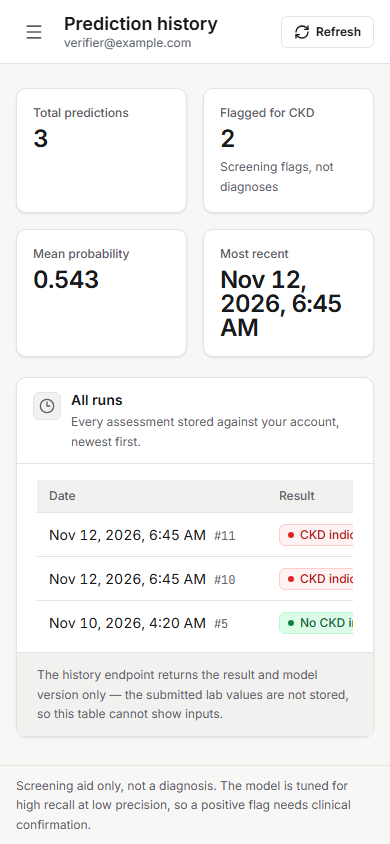 Prediction history
verifier@example.com
Refresh
Total predictions
3
Flagged for CKD
2
Screening flags, not
diagnoses
Mean probability
0.543
Most recent
Nov 12,
2026, 6:45
AM
All runs
Every assessment stored against your account,
newest first.
Date Result
Nov 12, 2026, 6:45 AM #11 CKD indic
Nov 12, 2026, 6:45 AM #10 CKD indic
Nov 10, 2026, 4:20 AM #5 No CKD i
The history endpoint returns the result and model
version only — the submitted lab values are not stored,
so this table cannot show inputs.
Screening aid only, not a diagnosis. The model is tuned for
high recall at low precision, so a positive flag needs clinical
confirmation.